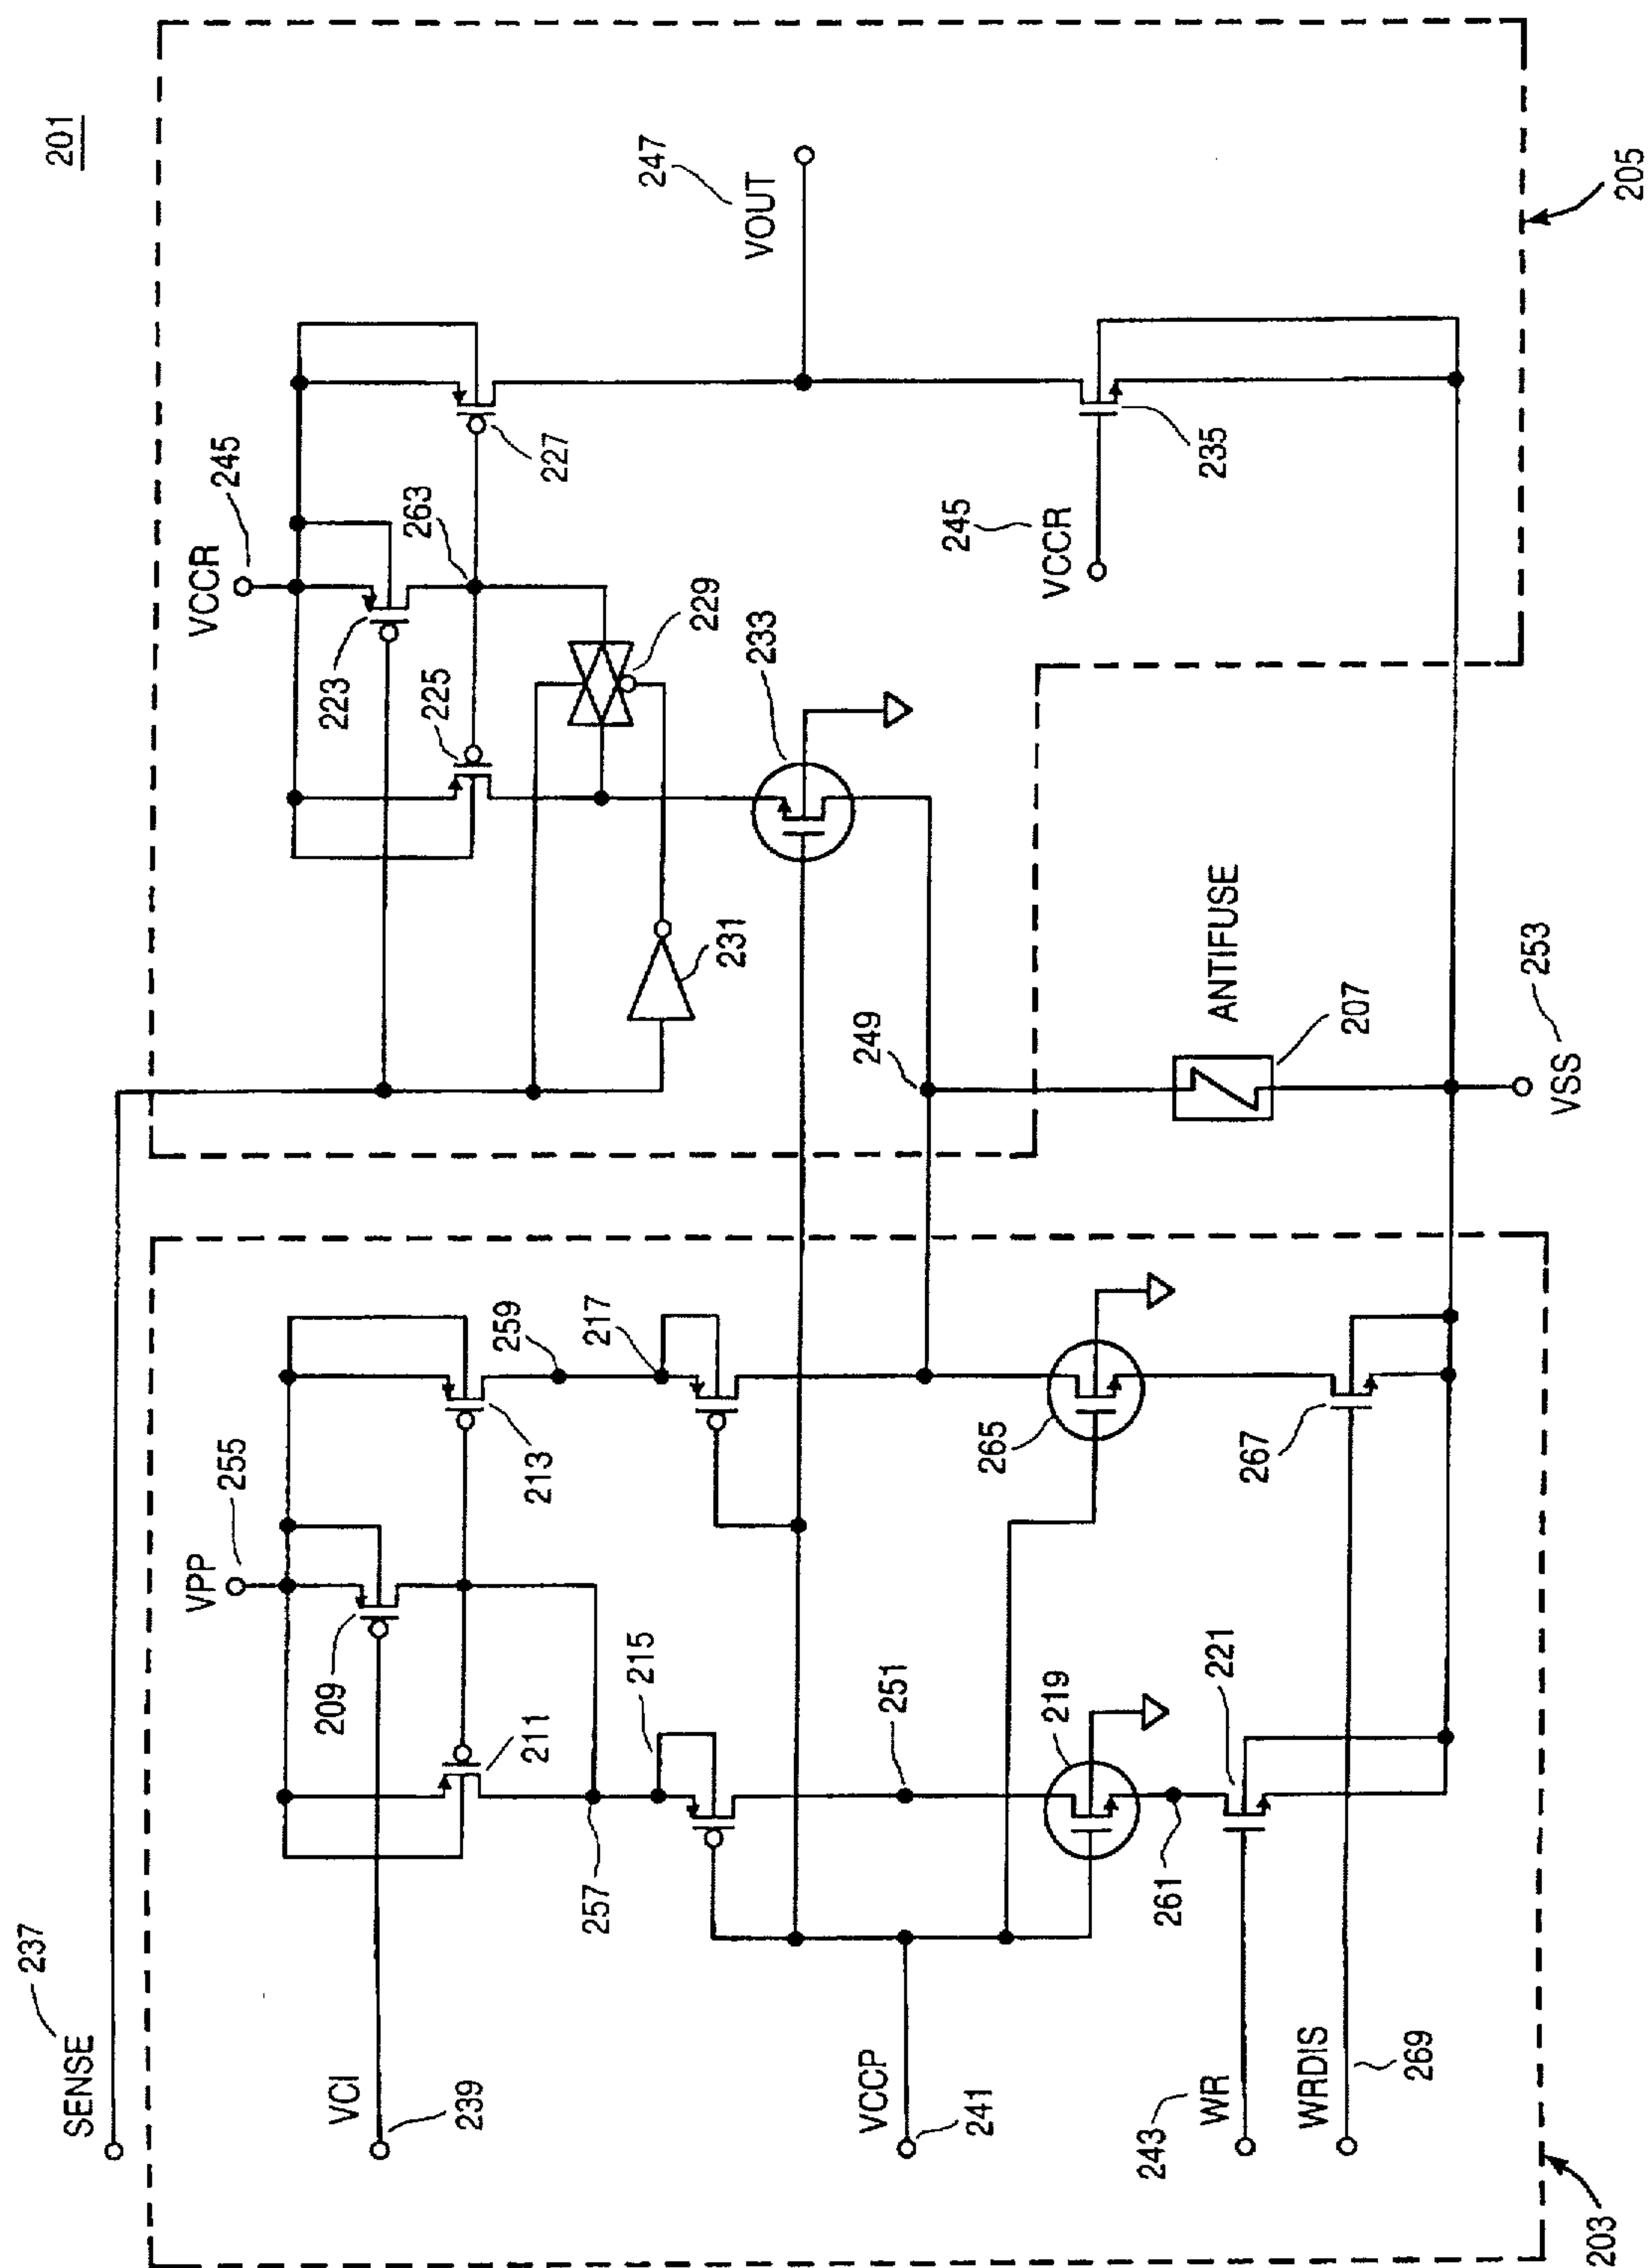 201
SENSE 237
203
VPP 255
209
211
213
259
217
215
257
VCI
239
VCCP
241
251
219
261
221
265
267
243 WR
WRDIS
269
205
VCCR 245
223
225
263
227
229
231
233
VOUT 247
VCCR 245
235
249
ANTIFUSE
207
VSS 253